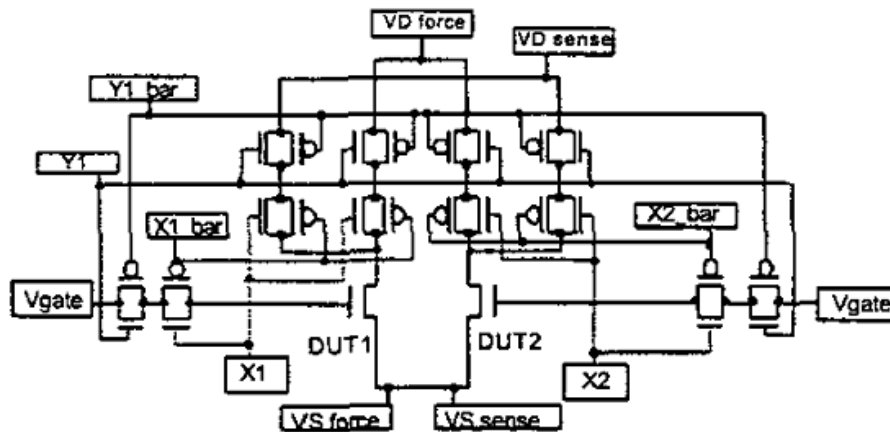 VD force
VD sense
Y1_bar
Y1
X1_bar
X2_bar
Vgate
Vgate
DUT1
DUT2
X1
X2
VS force
VS sense